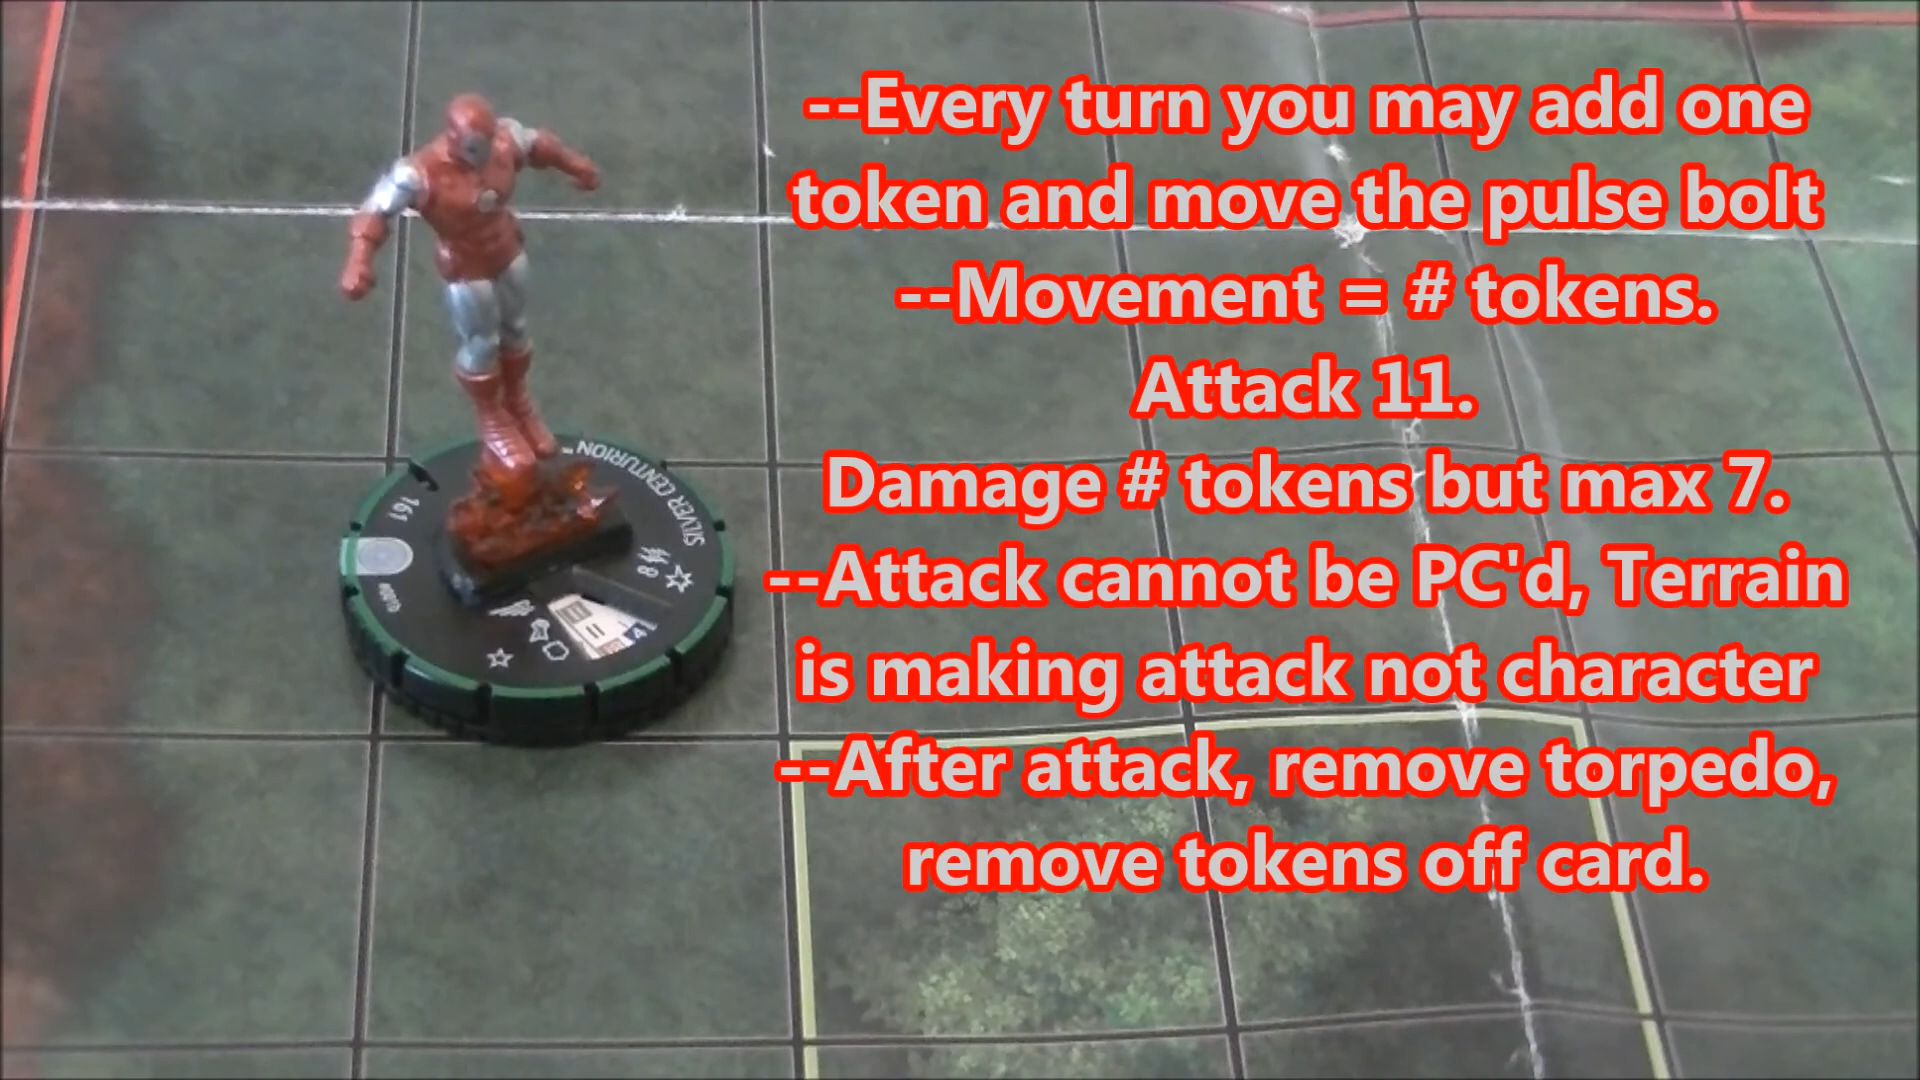 --Every turn you may add one
token and move the pulse bolt
--Movement = # tokens.
Attack 11.
Damage # tokens but max 7.
--Attack cannot be PC'd, Terrain
is making attack not character
--After attack, remove torpedo,
remove tokens off card.
SILVER CENTURION
161
8